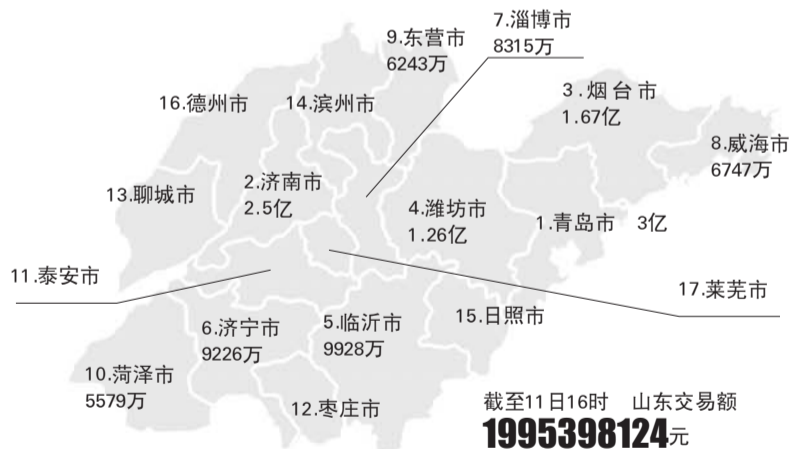 7.淄博市
8315万
9.东营市
6243万
3.烟台市
1.67亿
16.德州市
14.滨州市
8.威海市
6747万
13.聊城市
2.济南市
2.5亿
4.潍坊市
1.26亿
1.青岛市 3亿
11.泰安市
17.莱芜市
6.济宁市
9226万
5.临沂市
9928万
15.日照市
10.菏泽市
5579万
12.枣庄市
截至11日16时 山东交易额
1995398124元